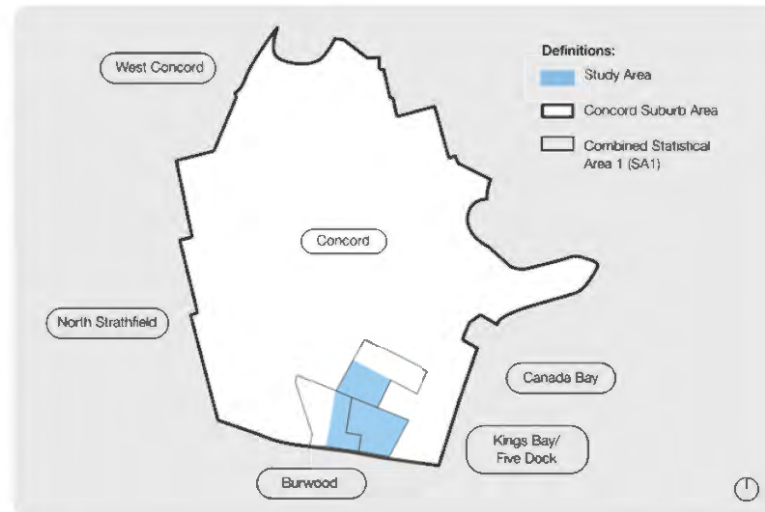 West Concord
Definitions:
Study Area
Concord Suburb Area
Combined Statistical
Area 1 (SA1)
Concord
North Strathfield
Canada Bay
Kings Bay/
Five Dock
Burwood